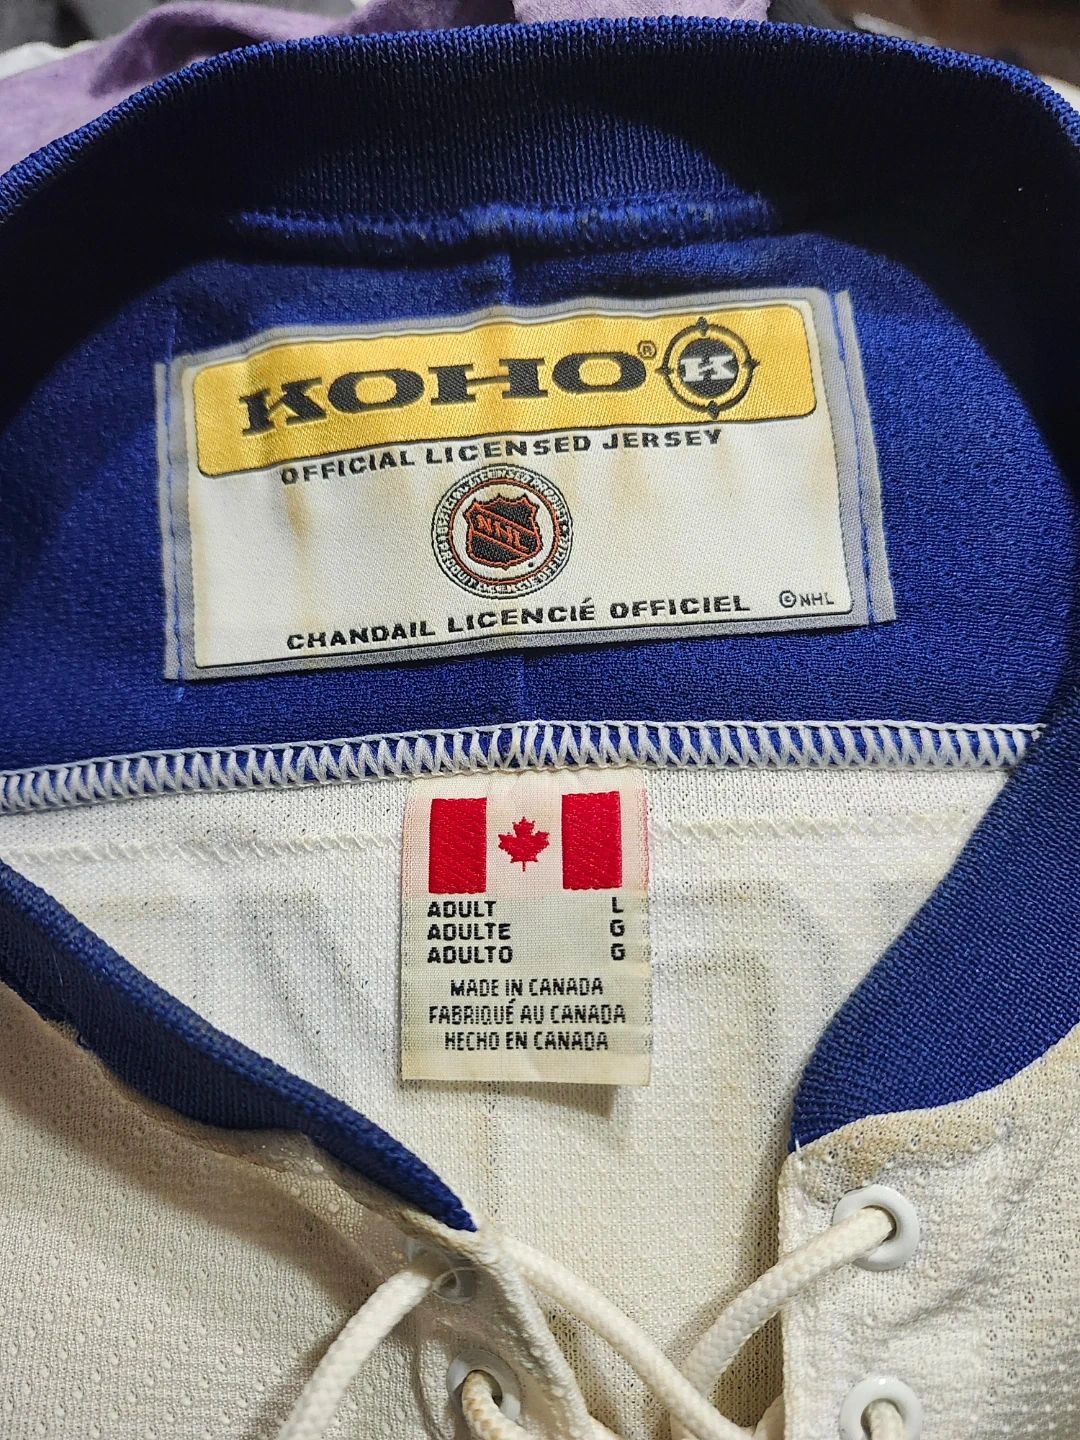 KOHO® K
OFFICIAL LICENSED JERSEY
NHL
CHANDAIL LICENCIÉ OFFICIEL ©NHL
ADULT L
ADULTE G
ADULTO G
MADE IN CANADA
FABRIQUÉ AU CANADA
HECHO EN CANADA